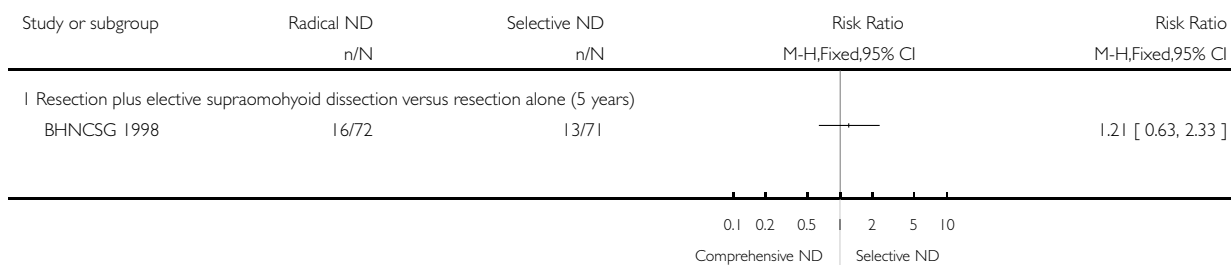 Study or subgroup Radical ND Selective ND Risk Ratio Risk Ratio
n/N n/N M-H,Fixed,95% CI M-H,Fixed,95% CI
1 Resection plus elective supraomohyoid dissection versus resection alone (5 years)
BHNCSG 1998 16/72 13/71 1.21 [ 0.63, 2.33 ]
0.1 0.2 0.5 1 2 5 10
Comprehensive ND Selective ND